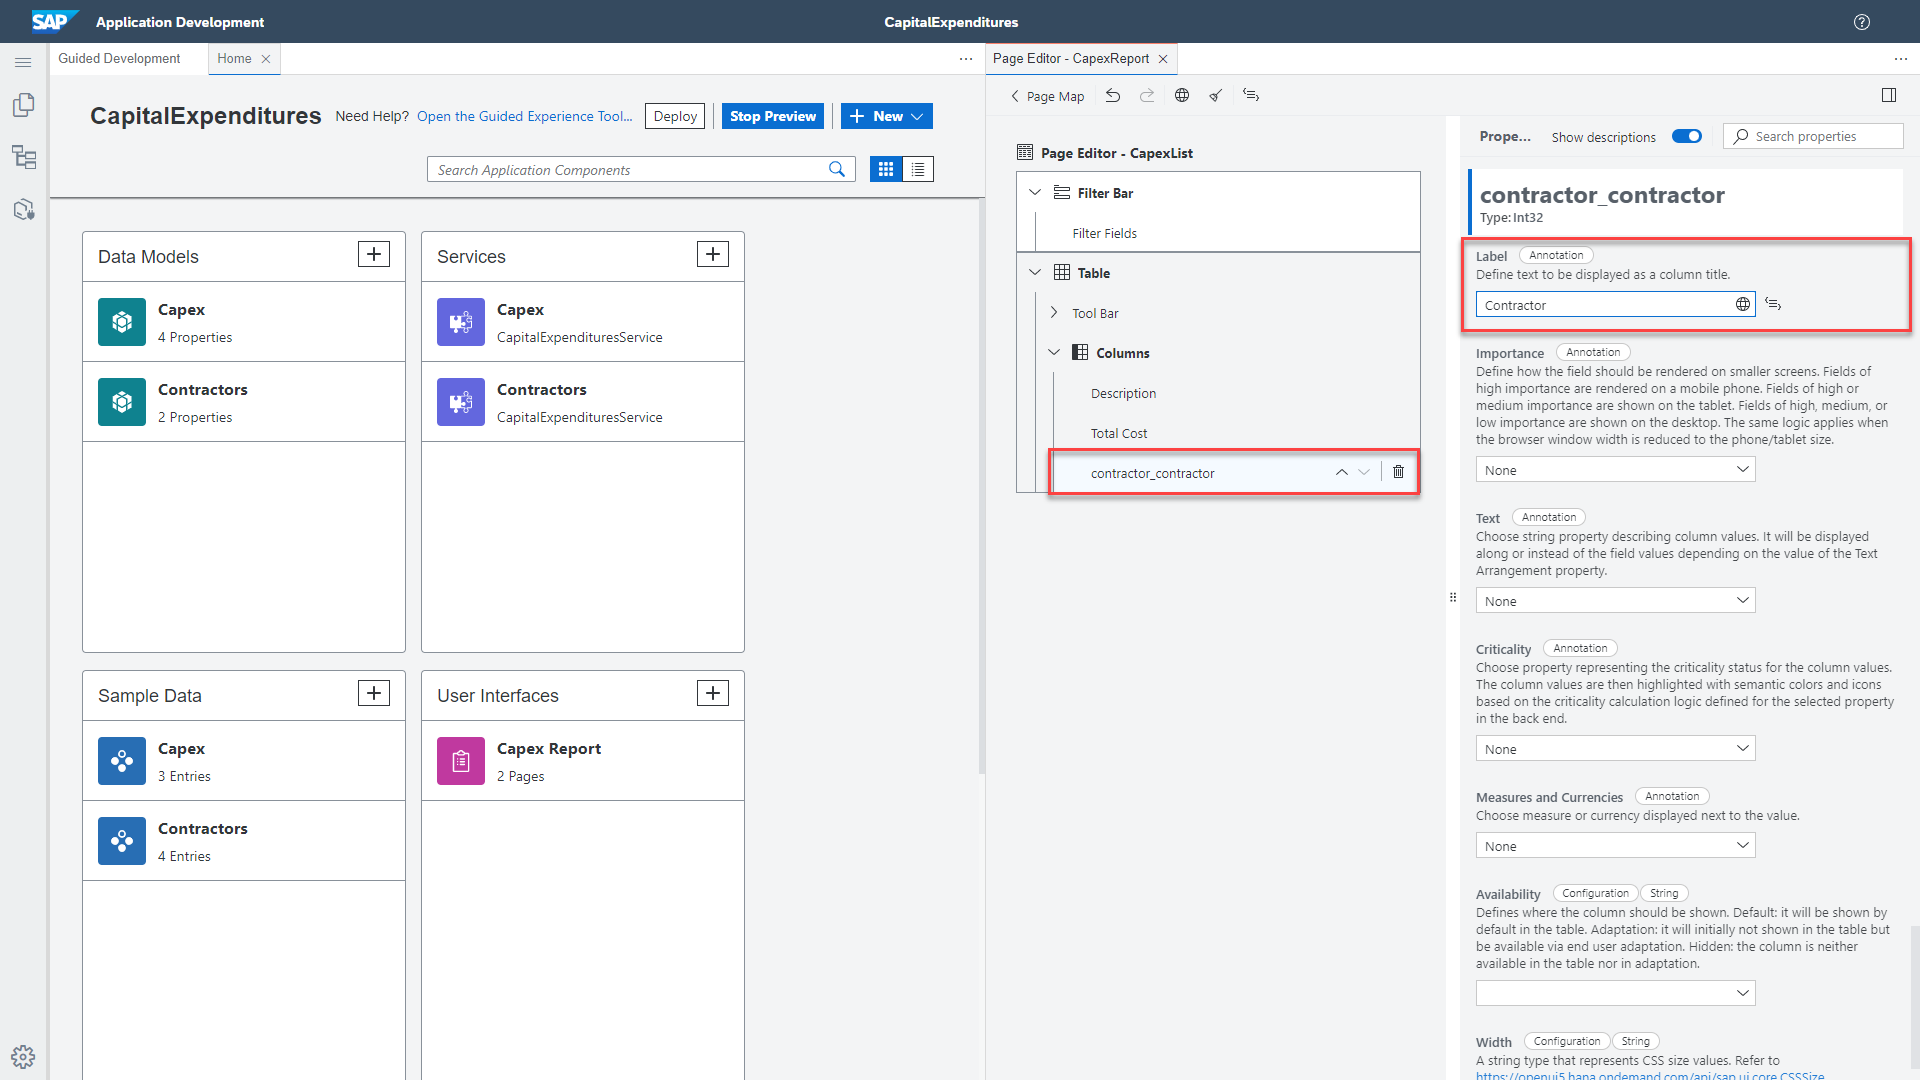 SAP Application Development
CapitalExpenditures
Guided Development
Home
Page Editor - CapexReport
CapitalExpenditures
Need Help? Open the Guided Experience Tool...
Deploy
Stop Preview
New
Search Application Components
Data Models
Capex
4 Properties
Contractors
2 Properties
Services
Capex
CapitalExpendituresService
Contractors
CapitalExpendituresService
Sample Data
Capex
3 Entries
Contractors
4 Entries
User Interfaces
Capex Report
2 Pages
Page Map
Page Editor - CapexList
Filter Bar
Filter Fields
Table
Tool Bar
Columns
Description
Total Cost
contractor_contractor
Prope...
Show descriptions
Search properties
contractor_contractor
Type: Int32
Label Annotation
Define text to be displayed as a column title.
Contractor
Importance Annotation
Define how the field should be rendered on smaller screens. Fields of
high importance are rendered on a mobile phone. Fields of high or
medium importance are shown on the tablet. Fields of high, medium, or
low importance are shown on the desktop. The same logic applies when
the browser window width is reduced to the phone/tablet size.
None
Text Annotation
Choose string property describing column values. It will be displayed
along or instead of the field values depending on the value of the Text
Arrangement property.
None
Criticality Annotation
Choose property representing the criticality status for the column values.
The column values are then highlighted with semantic colors and icons
based on the criticality calculation logic defined for the selected property
in the back end.
None
Measures and Currencies Annotation
Choose measure or currency displayed next to the value.
None
Availability Configuration String
Defines where the column should be shown. Default: it will be shown by
default in the table. Adaptation: it will initially not shown in the table but
be available via end user adaptation. Hidden: the column is neither
available in the table nor in adaptation.
Width Configuration String
A string type that represents CSS size values. Refer to
https://openui5.hana.ondemand.com/api/sap.ui.core.CSSSize